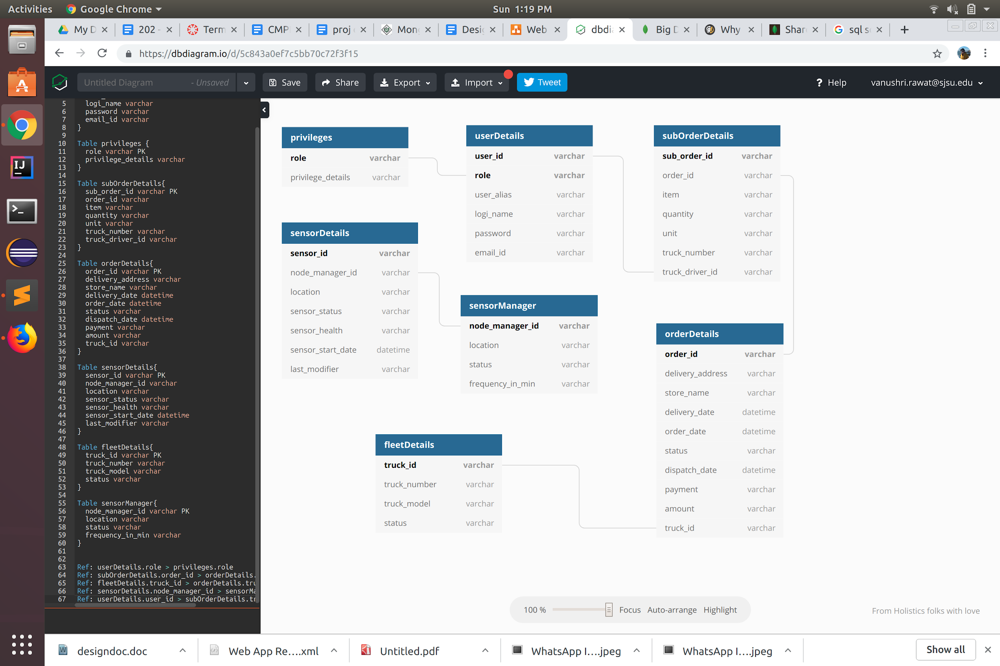 Activities Google Chrome Sun 1:19 PM
My D 202 - Term CMP proj Mon Desi Web dbdia Big D Why Shar sql s
https://dbdiagram.io/d/5c843a0ef7c5bb70c72f3f15
Untitled Diagram - Unsaved Save Share Export Import Tweet ? Help vanushri.rawat@sjsu.edu
5 logi_name varchar
6 password varchar
7 email_id varchar
8 }
9
10 Table privileges {
11 role varchar PK
12 privilege_details varchar
13 }
14
15 Table subOrderDetails{
16 sub_order_id varchar PK
17 order_id varchar
18 item varchar
19 quantity varchar
20 unit varchar
21 truck_number varchar
22 truck_driver_id varchar
23 }
24
25 Table orderDetails{
26 order_id varchar PK
27 delivery_address varchar
28 store_name varchar
29 delivery_date datetime
30 order_date datetime
31 status varchar
32 dispatch_date datetime
33 payment varchar
34 amount varchar
35 truck_id varchar
36 }
37
38 Table sensorDetails{
39 sensor_id varchar PK
40 node_manager_id varchar
41 location varchar
42 sensor_status varchar
43 sensor_health varchar
44 sensor_start_date datetime
45 last_modifier varchar
46 }
47
48 Table fleetDetails{
49 truck_id varchar PK
50 truck_number varchar
51 truck_model varchar
52 status varchar
53 }
54
55 Table sensorManager{
56 node_manager_id varchar PK
57 location varchar
58 status varchar
59 frequency_in_min varchar
60 }
61
62
63 Ref: userDetails.role > privileges.role
64 Ref: subOrderDetails.order_id > orderDetails.
65 Ref: fleetDetails.truck_id > orderDetails.tru
66 Ref: sensorDetails.node_manager_id > sensorMa
67 Ref: userDetails.user_id > subOrderDetails.tr
privileges
role varchar
privilege_details varchar
userDetails
user_id varchar
role varchar
user_alias varchar
logi_name varchar
password varchar
email_id varchar
subOrderDetails
sub_order_id varchar
order_id varchar
item varchar
quantity varchar
unit varchar
truck_number varchar
truck_driver_id varchar
sensorDetails
sensor_id varchar
node_manager_id varchar
location varchar
sensor_status varchar
sensor_health varchar
sensor_start_date datetime
last_modifier varchar
sensorManager
node_manager_id varchar
location varchar
status varchar
frequency_in_min varchar
orderDetails
order_id varchar
delivery_address varchar
store_name varchar
delivery_date datetime
order_date datetime
status varchar
dispatch_date datetime
payment varchar
amount varchar
truck_id varchar
fleetDetails
truck_id varchar
truck_number varchar
truck_model varchar
status varchar
100 % Focus Auto-arrange Highlight
From Holistics folks with love
designdoc.doc Web App Re....xml Untitled.pdf WhatsApp I....jpeg WhatsApp I....jpeg Show all